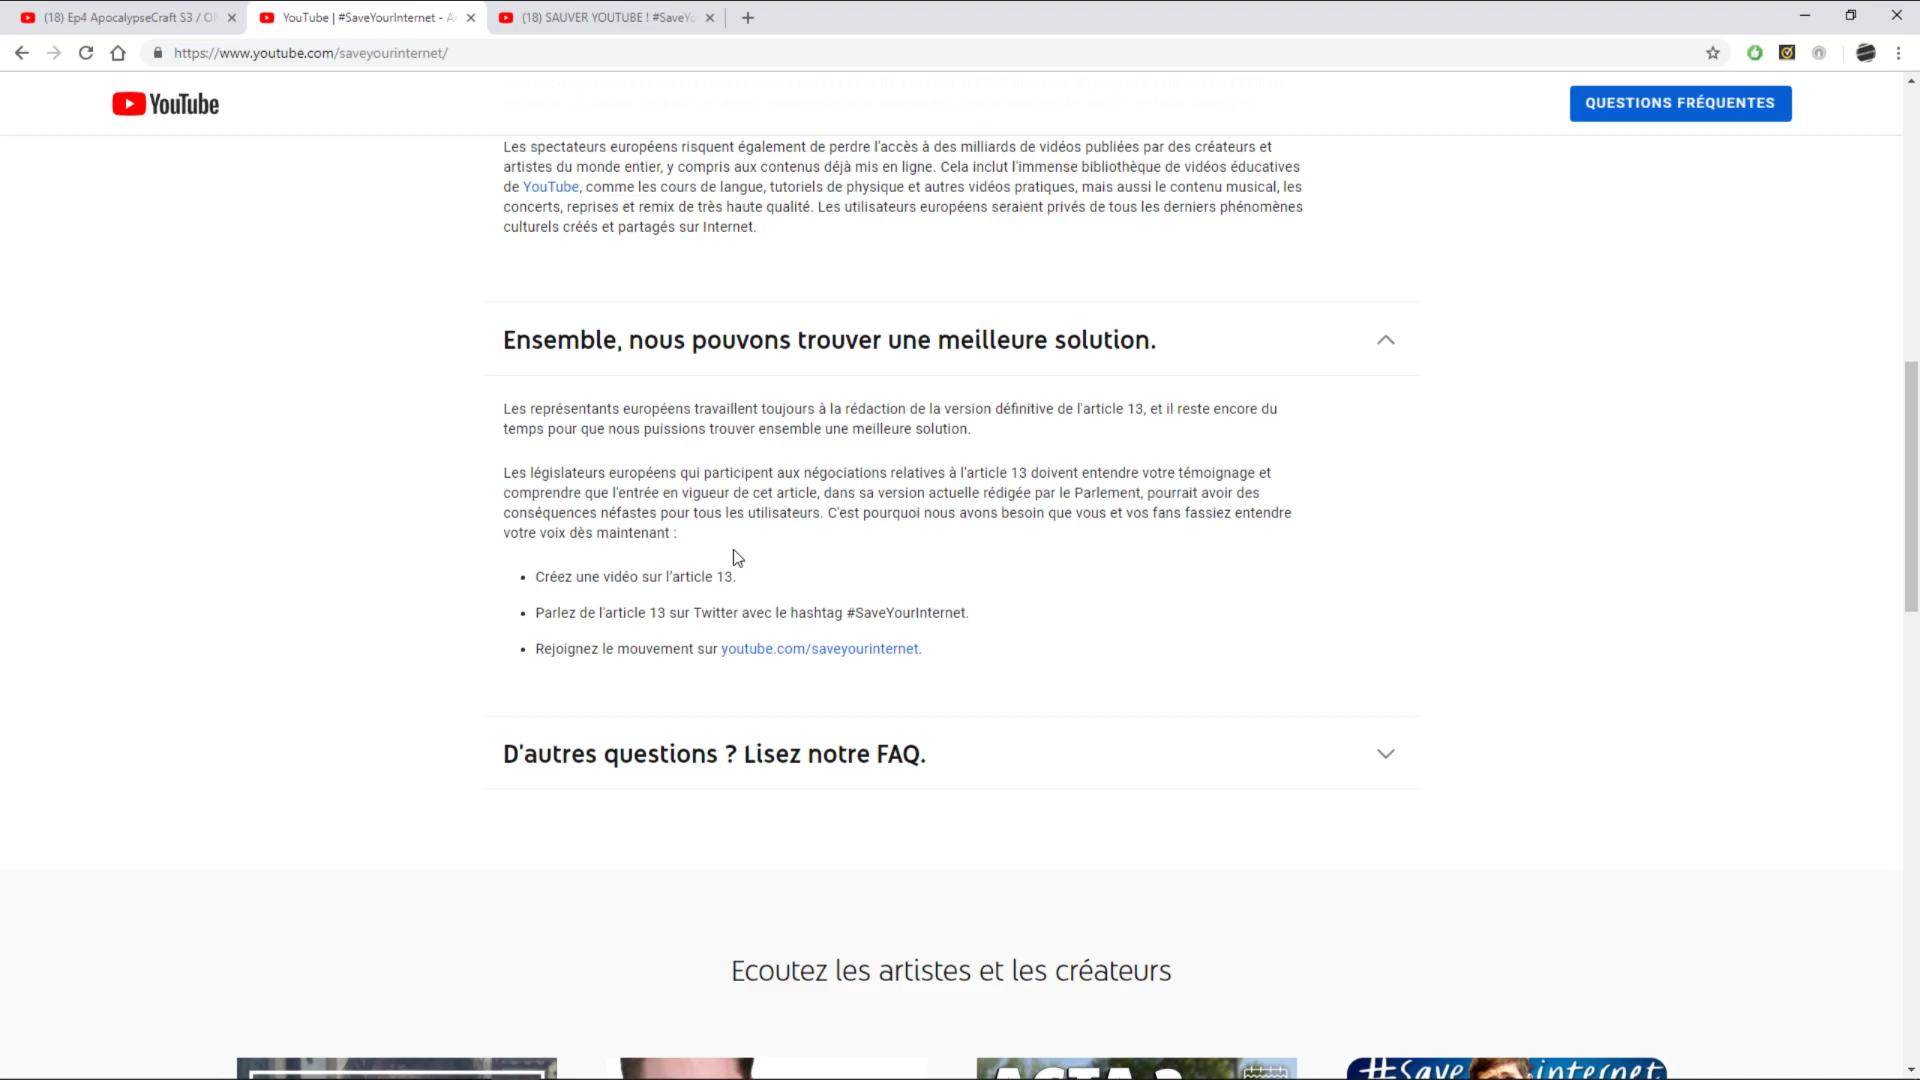 (18) Ep4 ApocalypseCraft S3 / O
YouTube | #SaveYourInternet - A
(18) SAUVER YOUTUBE ! #SaveYo
https://www.youtube.com/saveyourinternet/
YouTube
QUESTIONS FRÉQUENTES
Les spectateurs européens risquent également de perdre l'accès à des milliards de vidéos publiées par des créateurs et
artistes du monde entier, y compris aux contenus déjà mis en ligne. Cela inclut l'immense bibliothèque de vidéos éducatives
de YouTube, comme les cours de langue, tutoriels de physique et autres vidéos pratiques, mais aussi le contenu musical, les
concerts, reprises et remix de très haute qualité. Les utilisateurs européens seraient privés de tous les derniers phénomènes
culturels créés et partagés sur Internet.
Ensemble, nous pouvons trouver une meilleure solution.
Les représentants européens travaillent toujours à la rédaction de la version définitive de l'article 13, et il reste encore du
temps pour que nous puissions trouver ensemble une meilleure solution.
Les législateurs européens qui participent aux négociations relatives à l'article 13 doivent entendre votre témoignage et
comprendre que l'entrée en vigueur de cet article, dans sa version actuelle rédigée par le Parlement, pourrait avoir des
conséquences néfastes pour tous les utilisateurs. C'est pourquoi nous avons besoin que vous et vos fans fassiez entendre
votre voix dès maintenant :
• Créez une vidéo sur l'article 13.
• Parlez de l'article 13 sur Twitter avec le hashtag #SaveYourInternet.
• Rejoignez le mouvement sur youtube.com/saveyourinternet.
D'autres questions ? Lisez notre FAQ.
Ecoutez les artistes et les créateurs
ACTA 2
#Save internet